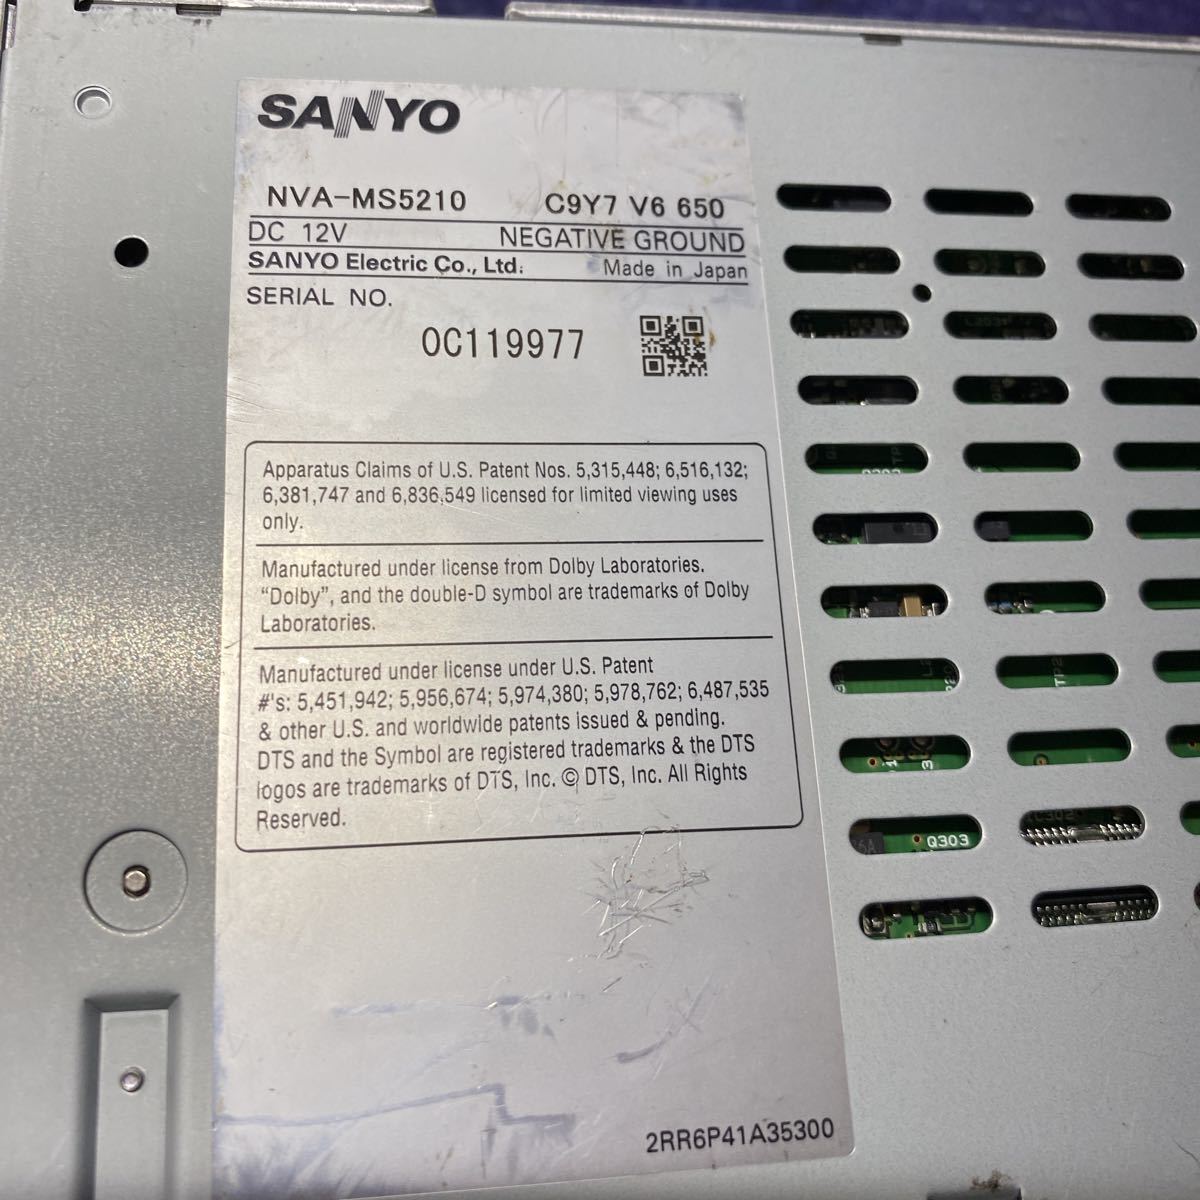 SANYO
NVA-MS5210 C9Y7 V6 650
DC 12V NEGATIVE GROUND
SANYO Electric Co., Ltd. Made in Japan
SERIAL NO.
0C119977
Apparatus Claims of U.S. Patent Nos. 5,315,448; 6,516,132;
6,381,747 and 6,836,549 licensed for limited viewing uses
only.
Manufactured under license from Dolby Laboratories.
“Dolby”, and the double-D symbol are trademarks of Dolby
Laboratories.
Manufactured under license under U.S. Patent
#'s: 5,451,942; 5,956,674; 5,974,380; 5,978,762; 6,487,535
& other U.S. and worldwide patents issued & pending.
DTS and the Symbol are registered trademarks & the DTS
logos are trademarks of DTS, Inc. © DTS, Inc. All Rights
Reserved.
2RR6P41A35300
TP2
Q303